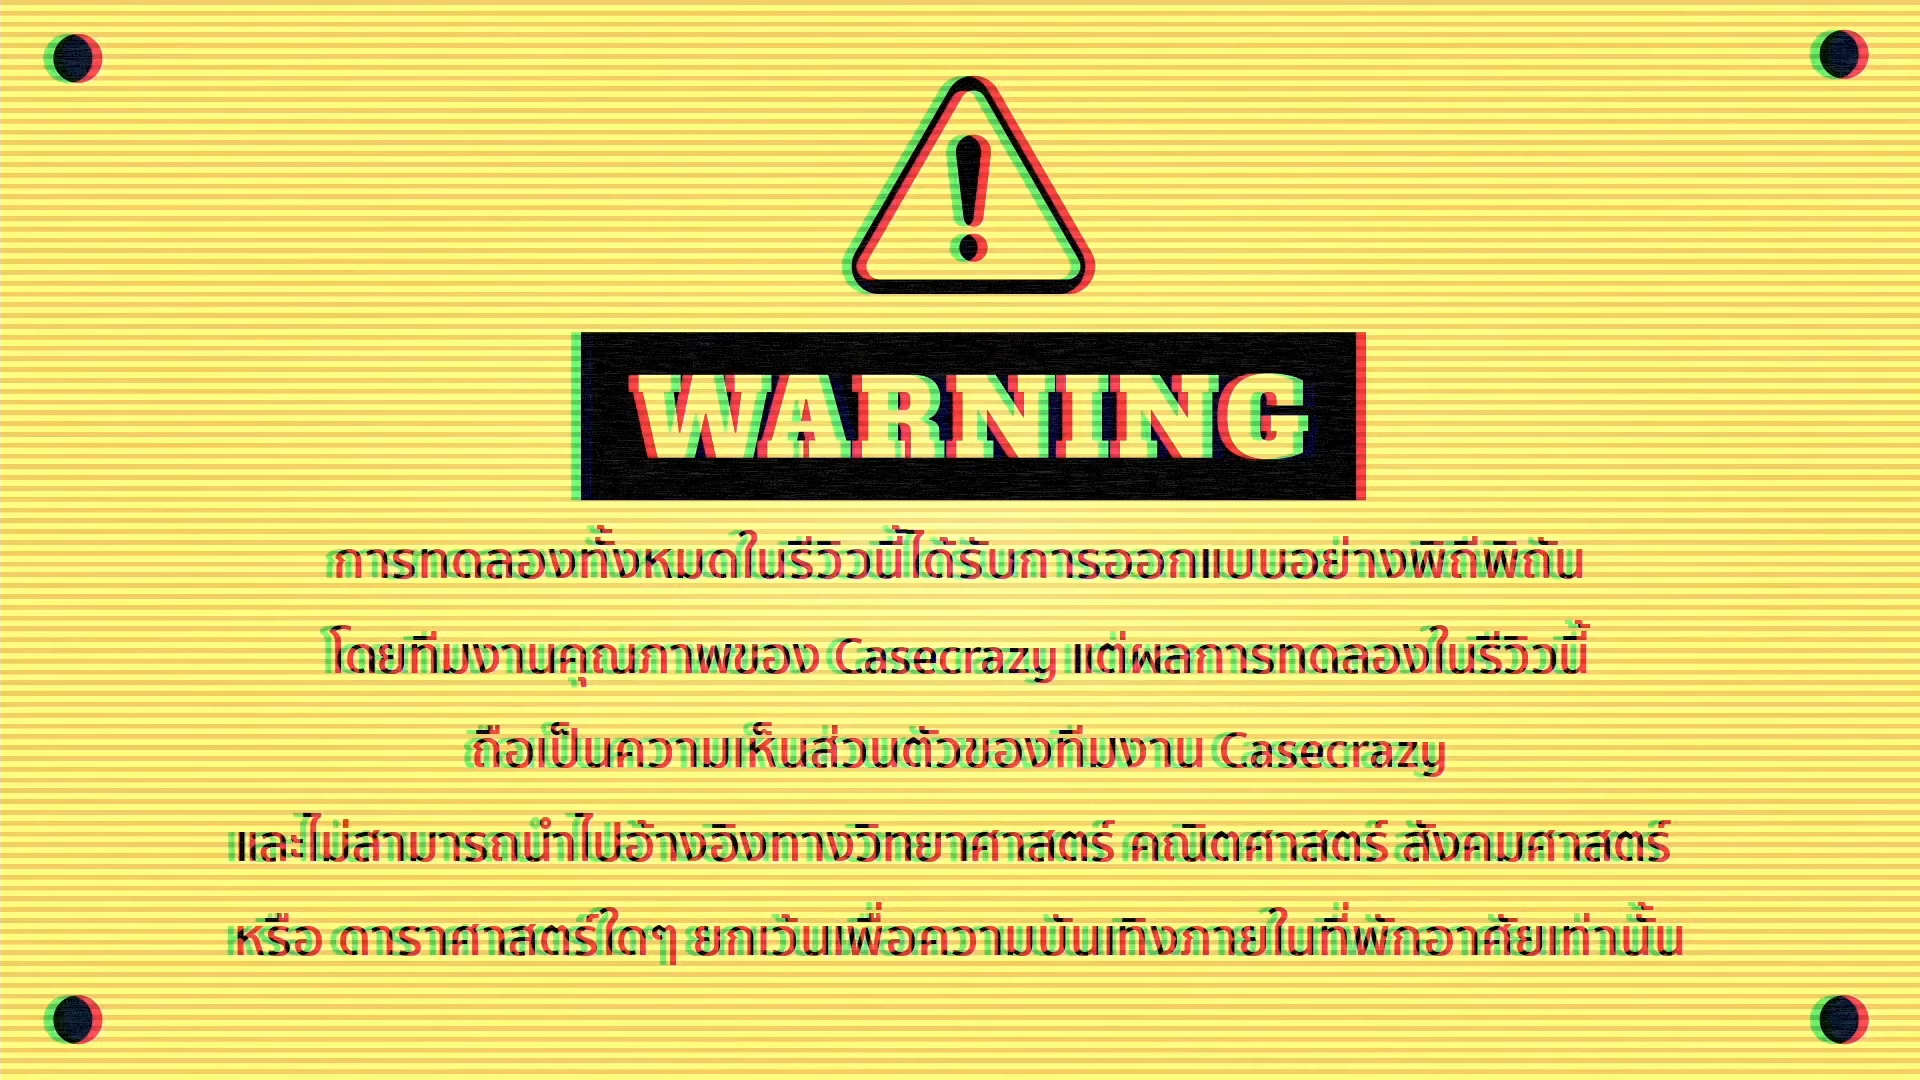 WARNING
การทดลองทั้งหมดในรีวิวนี้ได้รับการออกแบบอย่างพิถีพิถัน
โดยทีมงานคุณภาพของ Casecrazy แต่ผลการทดลองในรีวิวนี้
ถือเป็นความเห็นส่วนตัวของทีมงาน Casecrazy
และไม่สามารถนำไปอ้างอิงทางวิทยาศาสตร์ คณิตศาสตร์ สังคมศาสตร์
หรือ ดาราศาสตร์ใดๆ ยกเว้นเพื่อความบันเทิงภายในที่พักอาศัยเท่านั้น